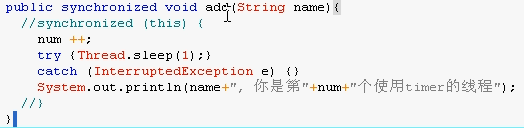 public synchronized void add(String name){
//synchronized (this) {
num ++;
try {Thread.sleep(1);}
catch (InterruptedException e) {}
System.out.println(name+", 你是第"+num+"个使用timer的线程");
//}
}